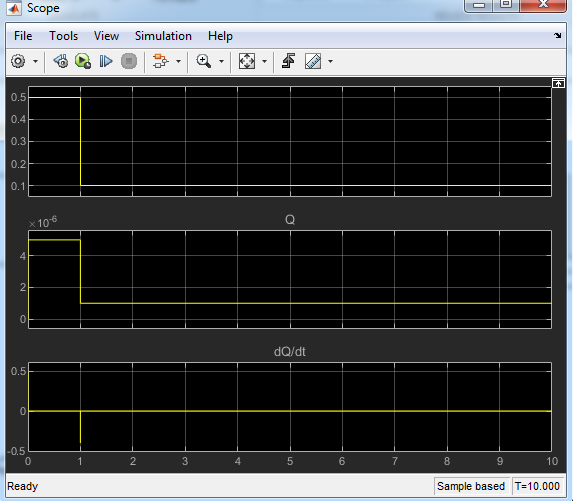 Scope
File Tools View Simulation Help
0.5
0.4
0.3
0.2
0.1
×10-6
Q
4
2
0
dQ/dt
0.5
0
-0.5
0 1 2 3 4 5 6 7 8 9 10
Ready Sample based T=10.000